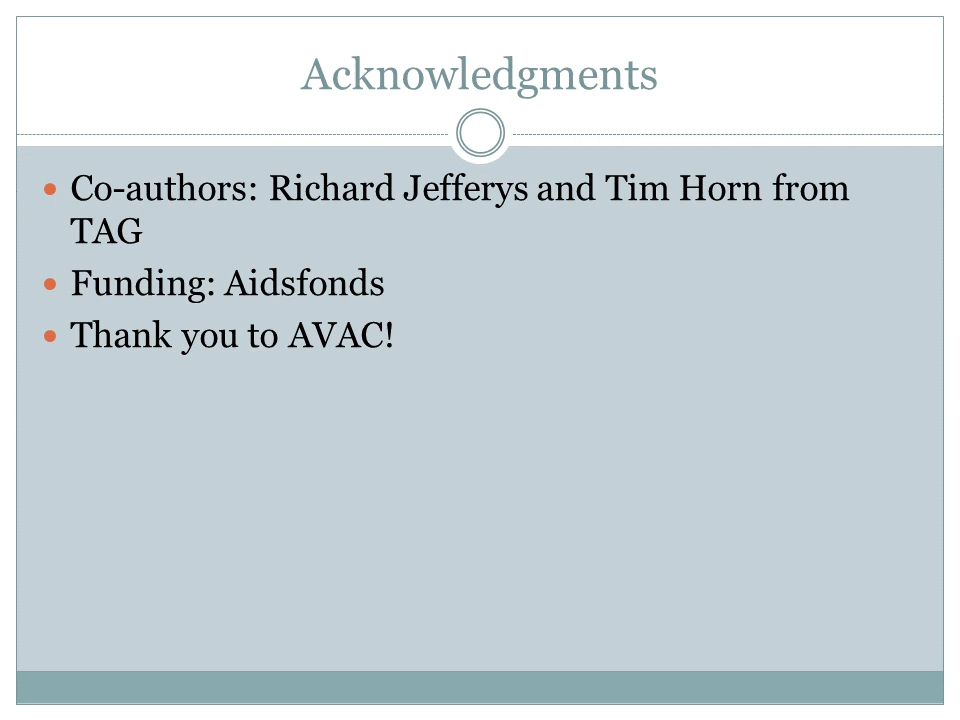 Acknowledgments
Co-authors: Richard Jefferys and Tim Horn from
TAG
Funding: Aidsfonds
Thank you to AVAC!